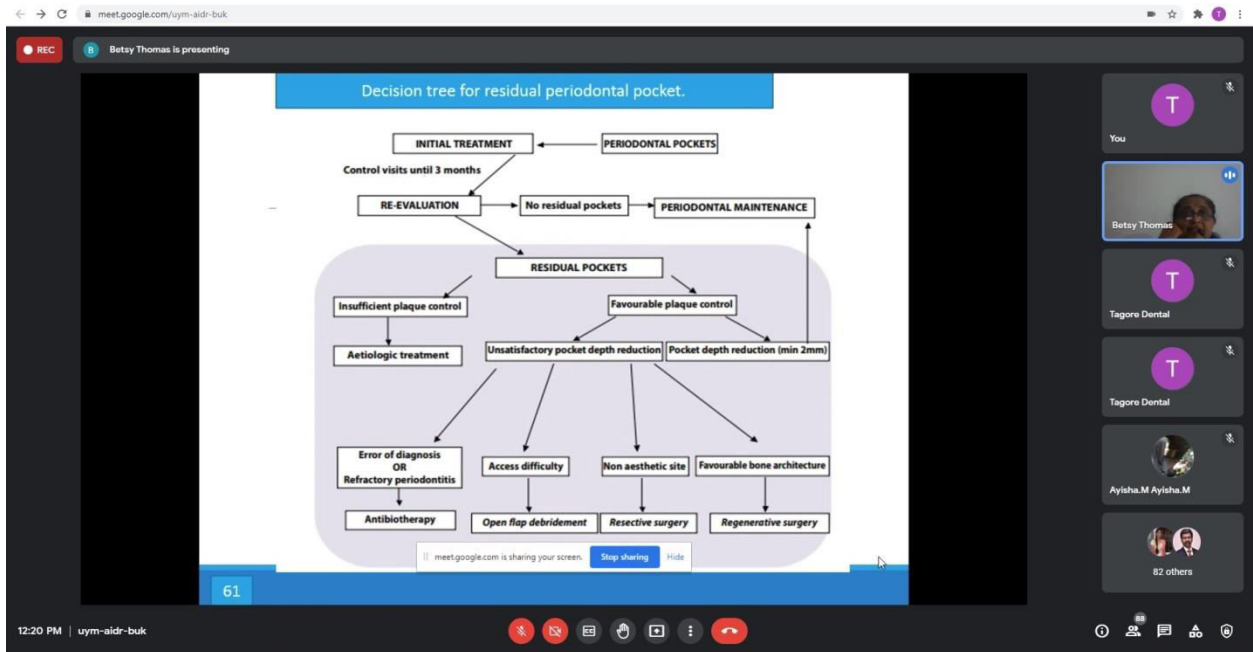 meet.google.com/uym-aidr-buk
T
REC
B
Betsy Thomas is presenting
Decision tree for residual periodontal pocket.
INITIAL TREATMENT
PERIODONTAL POCKETS
Control visits until 3 months
RE-EVALUATION
No residual pockets
PERIODONTAL MAINTENANCE
RESIDUAL POCKETS
Insufficient plaque control
Favourable plaque control
Aetiologic treatment
Unsatisfactory pocket depth reduction
Pocket depth reduction (min 2mm)
Error of diagnosis
OR
Refractory periodontitis
Access difficulty
Non aesthetic site
Favourable bone architecture
Antibiotherapy
Open flap debridement
Resective surgery
Regenerative surgery
meet.google.com is sharing your screen.
Stop sharing
Hide
61
T
You
Betsy Thomas
T
Tagore Dental
T
Tagore Dental
Ayisha.M Ayisha.M
82 others
12:20 PM | uym-aidr-buk
CC
88